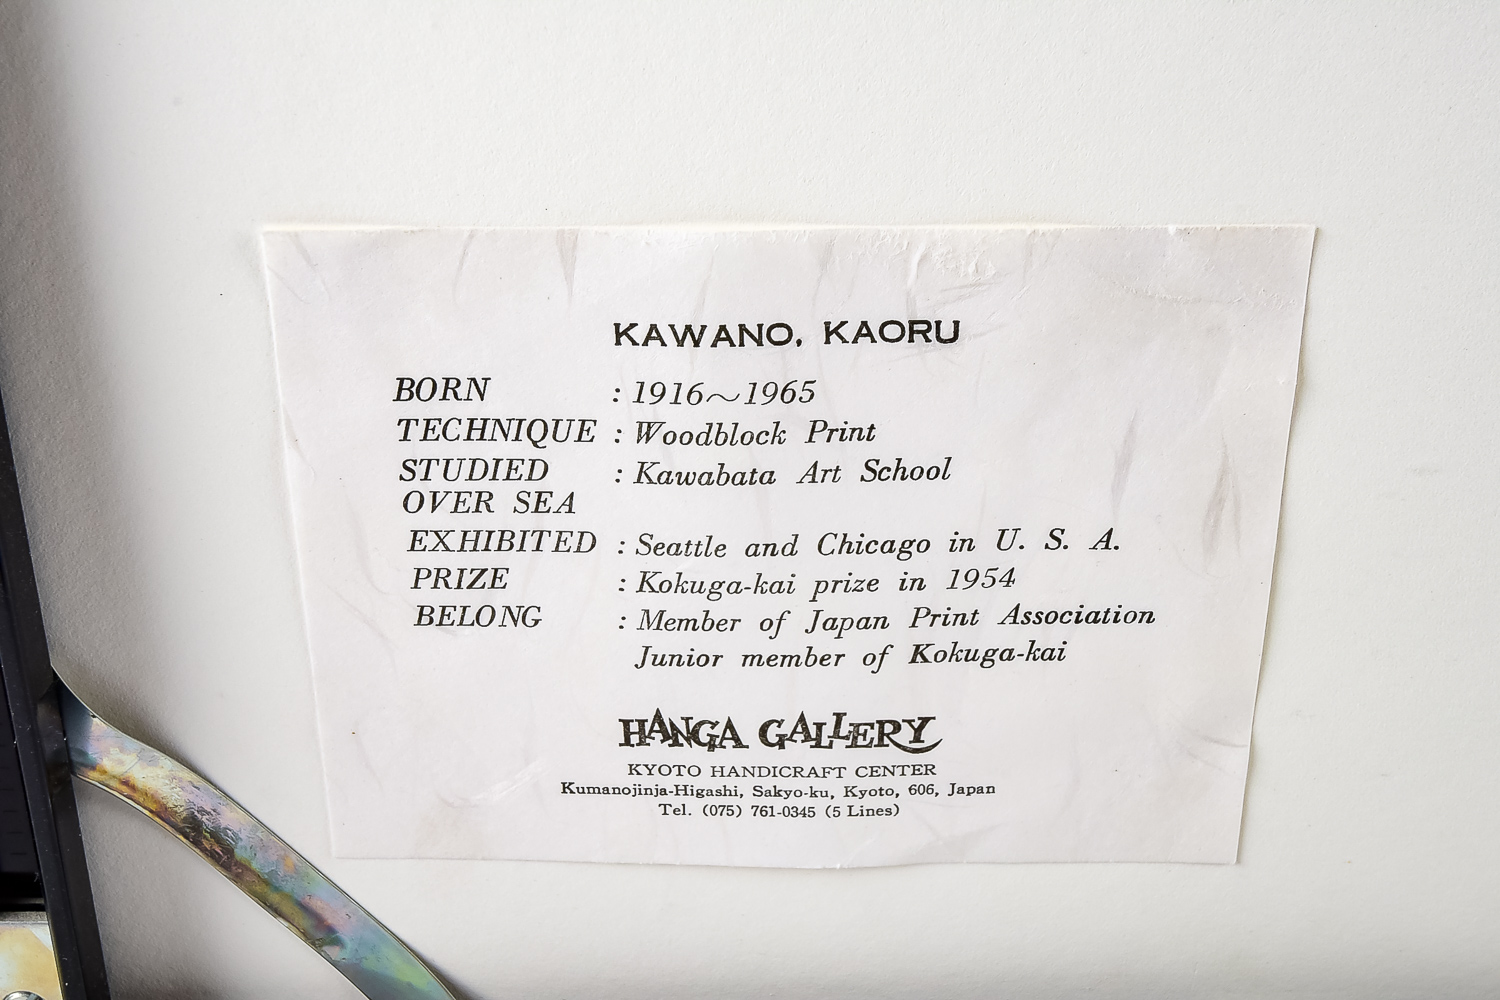 KAWANO, KAORU
BORN : 1916～1965
TECHNIQUE : Woodblock Print
STUDIED : Kawabata Art School
OVER SEA
EXHIBITED : Seattle and Chicago in U. S. A.
PRIZE : Kokuga-kai prize in 1954
BELONG : Member of Japan Print Association
Junior member of Kokuga-kai
HANGA GALLERY
KYOTO HANDICRAFT CENTER
Kumanojinja-Higashi, Sakyo-ku, Kyoto, 606, Japan
Tel. (075) 761-0345 (5 Lines)